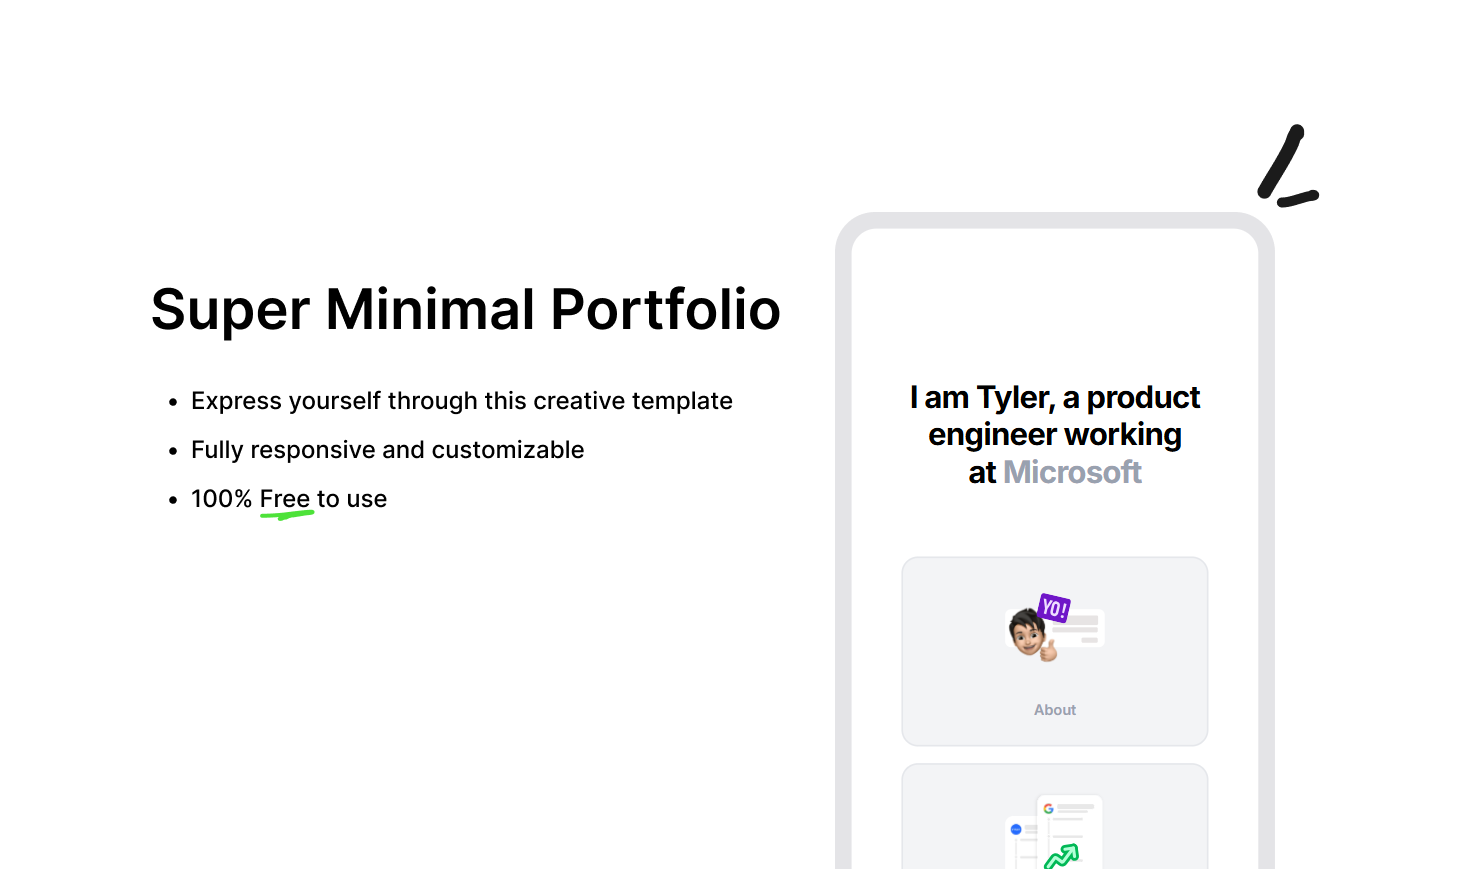 Super Minimal Portfolio
• Express yourself through this creative template
• Fully responsive and customizable
• 100% Free to use
I am Tyler, a product
engineer working
at Microsoft
YO!
About